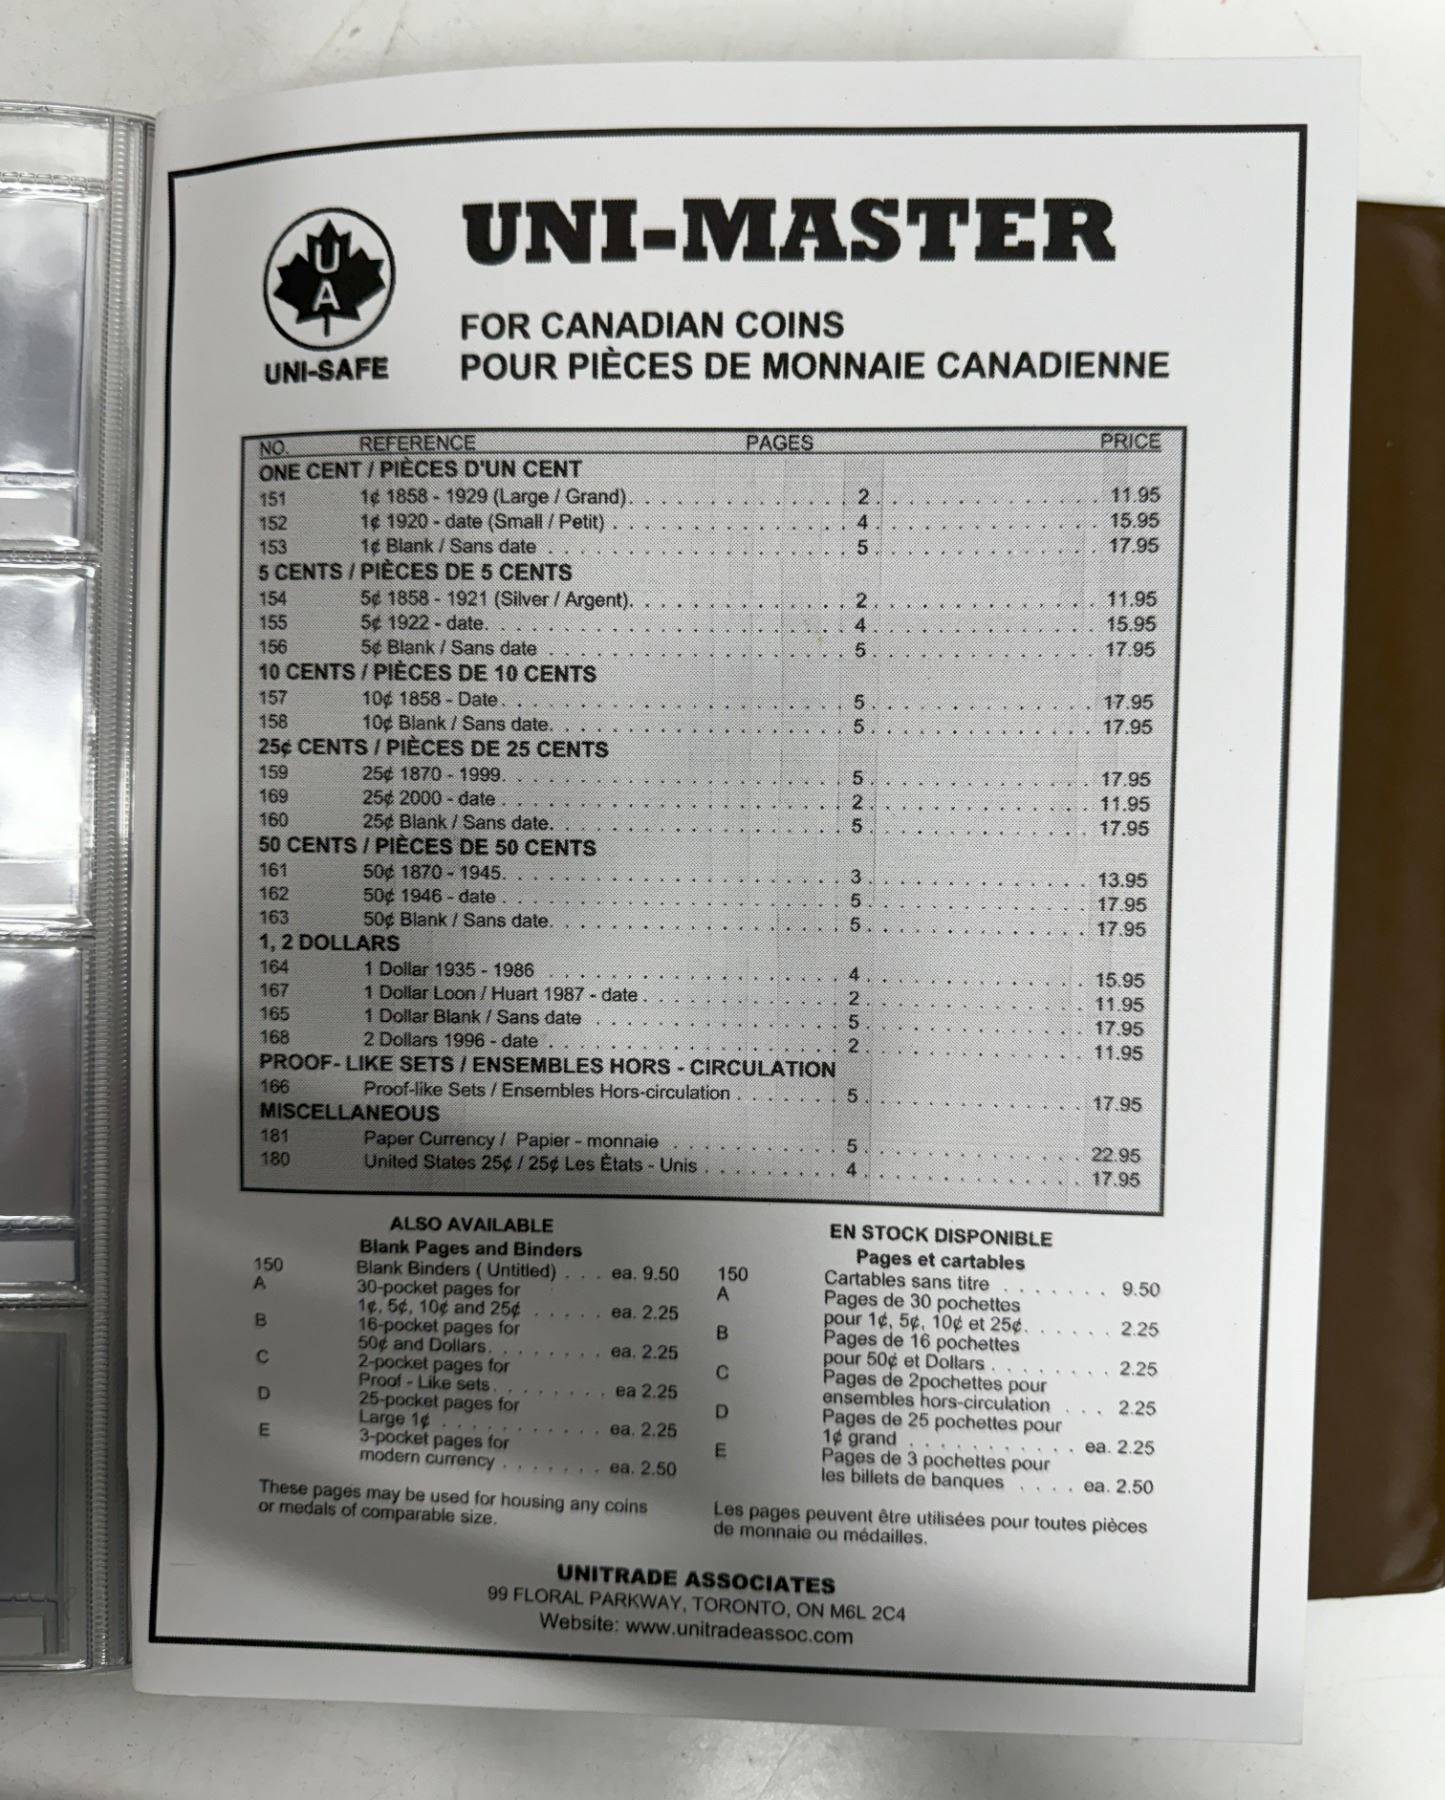 U
A
UNI-SAFE
UNI-MASTER
FOR CANADIAN COINS
POUR PIÈCES DE MONNAIE CANADIENNE
NO. REFERENCE PAGES PRICE
ONE CENT / PIÈCES D'UN CENT
151 1¢ 1858 - 1929 (Large / Grand). . . . . . . . . . . . . . 2 . . . . . . . . . . . . . . 11.95
152 1¢ 1920 - date (Small / Petit) . . . . . . . . . . . . . . 4 . . . . . . . . . . . . . . 15.95
153 1¢ Blank / Sans date . . . . . . . . . . . . . . 5 . . . . . . . . . . . . . . 17.95
5 CENTS / PIÈCES DE 5 CENTS
154 5¢ 1858 - 1921 (Silver / Argent). . . . . . . . . . . . . . 2 . . . . . . . . . . . . . . 11.95
155 5¢ 1922 - date. . . . . . . . . . . . . . 4 . . . . . . . . . . . . . . 15.95
156 5¢ Blank / Sans date . . . . . . . . . . . . . . 5 . . . . . . . . . . . . . . 17.95
10 CENTS / PIÈCES DE 10 CENTS
157 10¢ 1858 - Date . . . . . . . . . . . . . . 5 . . . . . . . . . . . . . . 17.95
158 10¢ Blank / Sans date. . . . . . . . . . . . . . 5 . . . . . . . . . . . . . . 17.95
25¢ CENTS / PIÈCES DE 25 CENTS
159 25¢ 1870 - 1999. . . . . . . . . . . . . . 5 . . . . . . . . . . . . . . 17.95
169 25¢ 2000 - date . . . . . . . . . . . . . . 2 . . . . . . . . . . . . . . 11.95
160 25¢ Blank / Sans date. . . . . . . . . . . . . . 5 . . . . . . . . . . . . . . 17.95
50 CENTS / PIÈCES DE 50 CENTS
161 50¢ 1870 - 1945. . . . . . . . . . . . . . 3 . . . . . . . . . . . . . . 13.95
162 50¢ 1946 - date . . . . . . . . . . . . . . 5 . . . . . . . . . . . . . . 17.95
163 50¢ Blank / Sans date. . . . . . . . . . . . . . 5 . . . . . . . . . . . . . . 17.95
1, 2 DOLLARS
164 1 Dollar 1935 - 1986 . . . . . . . . . . . . . . 4 . . . . . . . . . . . . . . 15.95
167 1 Dollar Loon / Huart 1987 - date . . . . . . . . . . . . 2 . . . . . . . . . . . . . . 11.95
165 1 Dollar Blank / Sans date . . . . . . . . . . . . . . 5 . . . . . . . . . . . . . . 17.95
168 2 Dollars 1996 - date . . . . . . . . . . . . . . 2 . . . . . . . . . . . . . . 11.95
PROOF- LIKE SETS / ENSEMBLES HORS - CIRCULATION
166 Proof-like Sets / Ensembles Hors-circulation . . . . . . . 5 . . . . . . . . . . . . . . 17.95
MISCELLANEOUS
181 Paper Currency / Papier - monnaie . . . . . . . . . . 5 . . . . . . . . . . . . . . 22.95
180 United States 25¢ / 25¢ Les États - Unis . . . . . . . . . 4 . . . . . . . . . . . . . . 17.95
ALSO AVAILABLE
Blank Pages and Binders
150 Blank Binders ( Untitled) . . . ea. 9.50
A 30-pocket pages for
1¢, 5¢, 10¢ and 25¢ . . . . . ea. 2.25
B 16-pocket pages for
50¢ and Dollars. . . . . . . . ea. 2.25
C 2-pocket pages for
Proof - Like sets. . . . . . . . ea 2.25
D 25-pocket pages for
Large 1¢ . . . . . . . . . . . ea. 2.25
E 3-pocket pages for
modern currency . . . . . . . ea. 2.50
These pages may be used for housing any coins
or medals of comparable size.
EN STOCK DISPONIBLE
Pages et cartables
150 Cartables sans titre . . . . . . . 9.50
A Pages de 30 pochettes
pour 1¢, 5¢, 10¢ et 25¢. . . . . . 2.25
B Pages de 16 pochettes
pour 50¢ et Dollars . . . . . . . 2.25
C Pages de 2pochettes pour
ensembles hors-circulation . . . 2.25
D Pages de 25 pochettes pour
1¢ grand . . . . . . . . . . . ea. 2.25
E Pages de 3 pochettes pour
les billets de banques . . . . ea. 2.50
Les pages peuvent être utilisées pour toutes pièces
de monnaie ou médailles.
UNITRADE ASSOCIATES
99 FLORAL PARKWAY, TORONTO, ON M6L 2C4
Website: www.unitradeassoc.com